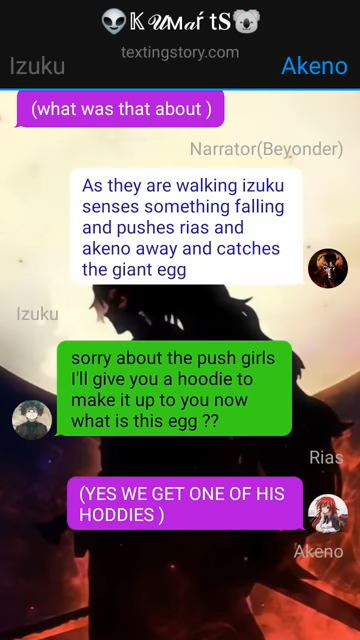 👽𝕂 𝓤ᴍᴀŕ t𝐒🐨
textingstory.com
Izuku
Akeno
(what was that about )
Narrator(Beyonder)
As they are walking izuku
senses something falling
and pushes rias and
akeno away and catches
the giant egg
Izuku
sorry about the push girls
I'll give you a hoodie to
make it up to you now
what is this egg ??
Rias
(YES WE GET ONE OF HIS
HODDIES )
Akeno